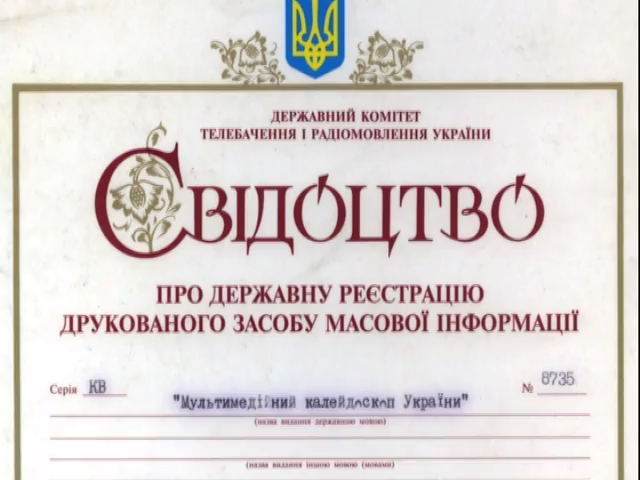 ДЕРЖАВНИЙ КОМІТЕТ
ТЕЛЕБАЧЕННЯ І РАДІОМОВЛЕННЯ УКРАЇНИ
СВІДОЦТВО
ПРО ДЕРЖАВНУ РЕЄСТРАЦІЮ
ДРУКОВАНОГО ЗАСОБУ МАСОВОЇ ІНФОРМАЦІЇ
Серія КВ № 8735
"Мультимедійний калейдоскоп України"
(назва видання державною мовою)
(назва видання іншою мовою (мовами)